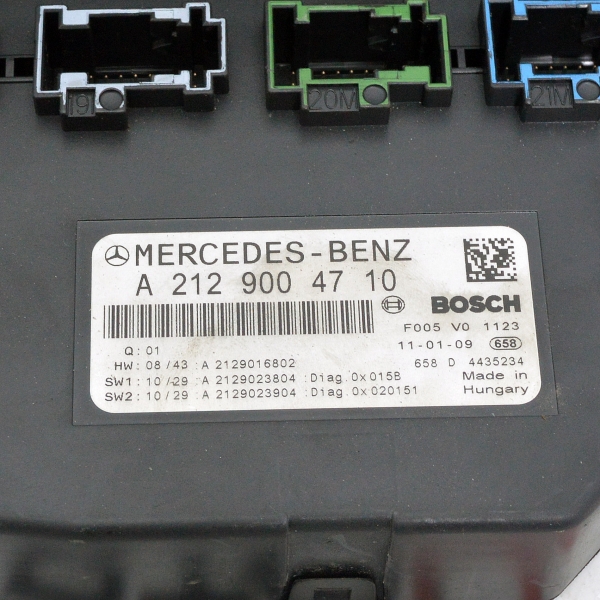 19 20M 21M
MERCEDES-BENZ
A 212 900 47 10
BOSCH
F005 V0 1123
Q: 01 11-01-09 658
HW: 08/43 :A 2129016802 658 D 4435234
SW1: 10/29 :A 2129023804 :Diag.0x015B Made in
SW2: 10/29 :A 2129023904 :Diag.0x020151 Hungary